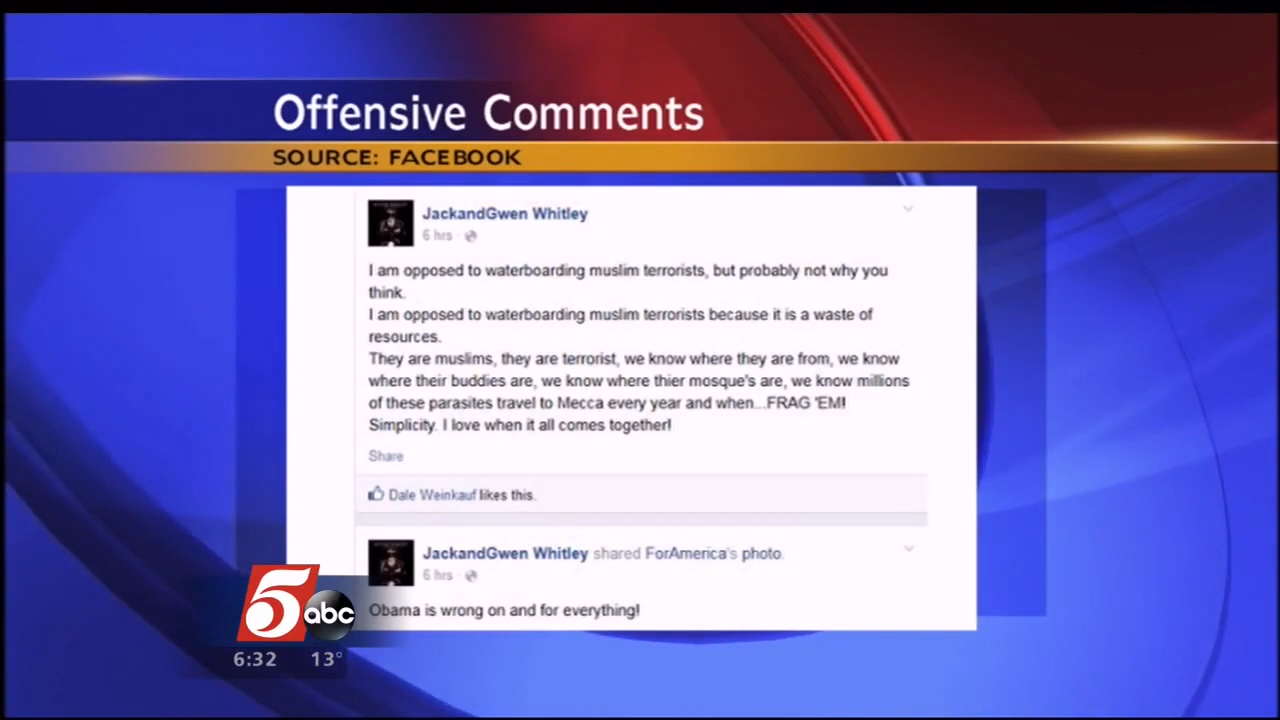 Offensive Comments
SOURCE: FACEBOOK
JackandGwen Whitley
6 hrs ·
I am opposed to waterboarding muslim terrorists, but probably not why you
think.
I am opposed to waterboarding muslim terrorists because it is a waste of
resources.
They are muslims, they are terrorist, we know where they are from, we know
where their buddies are, we know where thier mosque's are, we know millions
of these parasites travel to Mecca every year and when...FRAG 'EM!
Simplicity. I love when it all comes together!
Share
Dale Weinkauf likes this.
JackandGwen Whitley shared ForAmerica's photo.
6 hrs ·
Obama is wrong on and for everything!
5 abc
6:32 13°